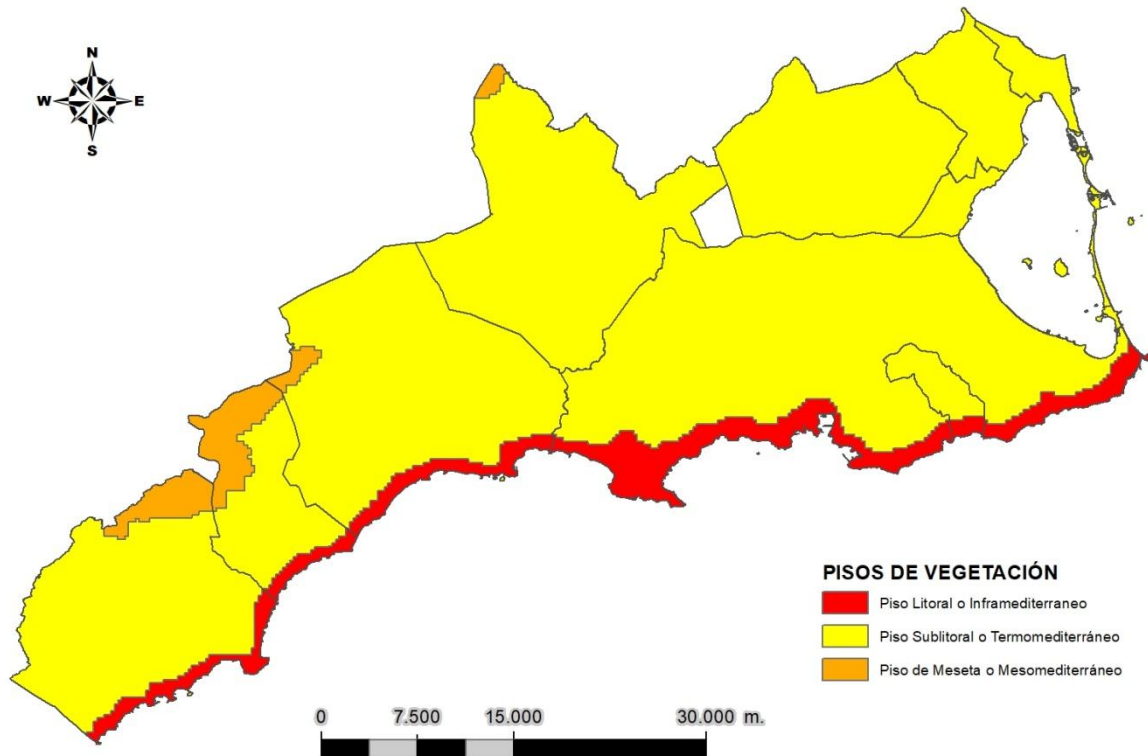 N
W E
S
PISOS DE VEGETACIÓN
Piso Litoral o Inframediterraneo
Piso Sublitoral o Termomediterráneo
Piso de Meseta o Mesomediterráneo
0 7.500 15.000 30.000 m.